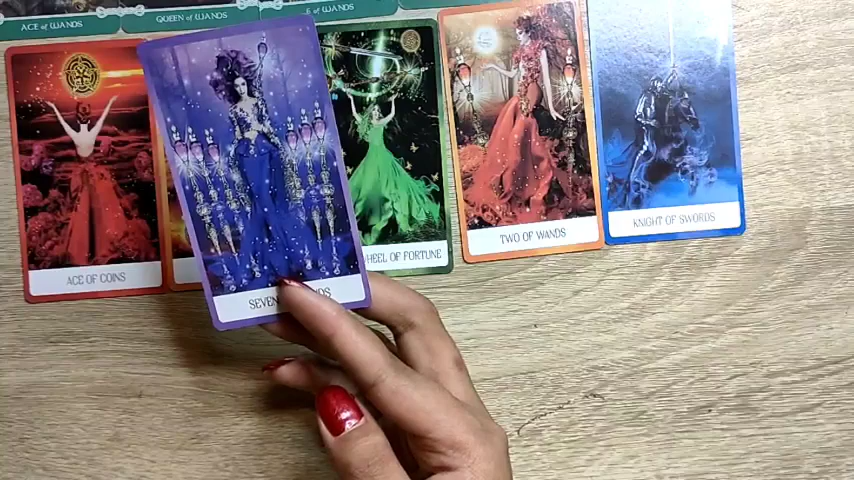 ACE OF WANDS
QUEEN OF WANDS
OF WANDS
ACE OF COINS
SEVEN
WHEEL OF FORTUNE
TWO OF WANDS
KNIGHT OF SWORDS